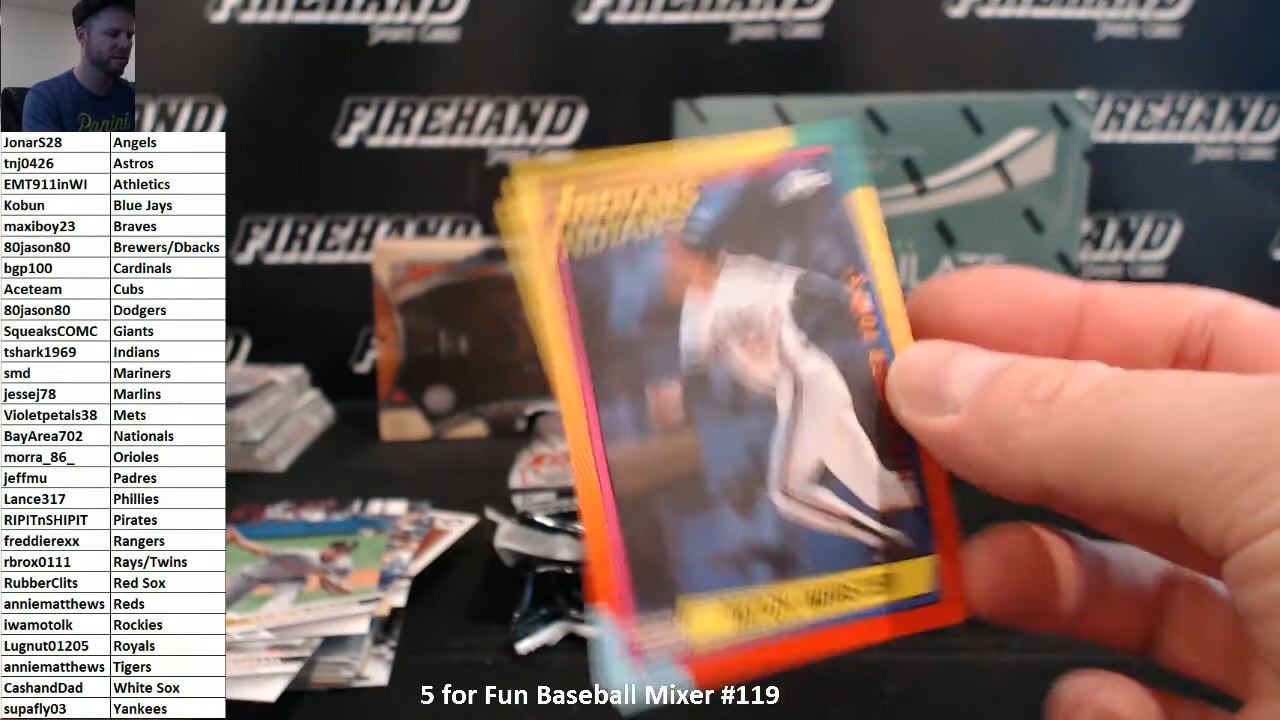 FIREHAND
FIREHAND
FIREHAND
FIREHAND
Panini
INDIANS
JonarS28 Angels
tnj0426 Astros
EMT911inWI Athletics
Kobun Blue Jays
maxiboy23 Braves
80jason80 Brewers/Dbacks
bgp100 Cardinals
Aceteam Cubs
80jason80 Dodgers
SqueaksCOMC Giants
tshark1969 Indians
smd Mariners
jessej78 Marlins
Violetpetals38 Mets
BayArea702 Nationals
morra_86_ Orioles
jeffmu Padres
Lance317 Phillies
RIPITnSHIPIT Pirates
freddierexx Rangers
rbrox0111 Rays/Twins
RubberClits Red Sox
anniematthews Reds
iwamotolk Rockies
Lugnut01205 Royals
anniematthews Tigers
CashandDad White Sox
supafly03 Yankees
5 for Fun Baseball Mixer #119